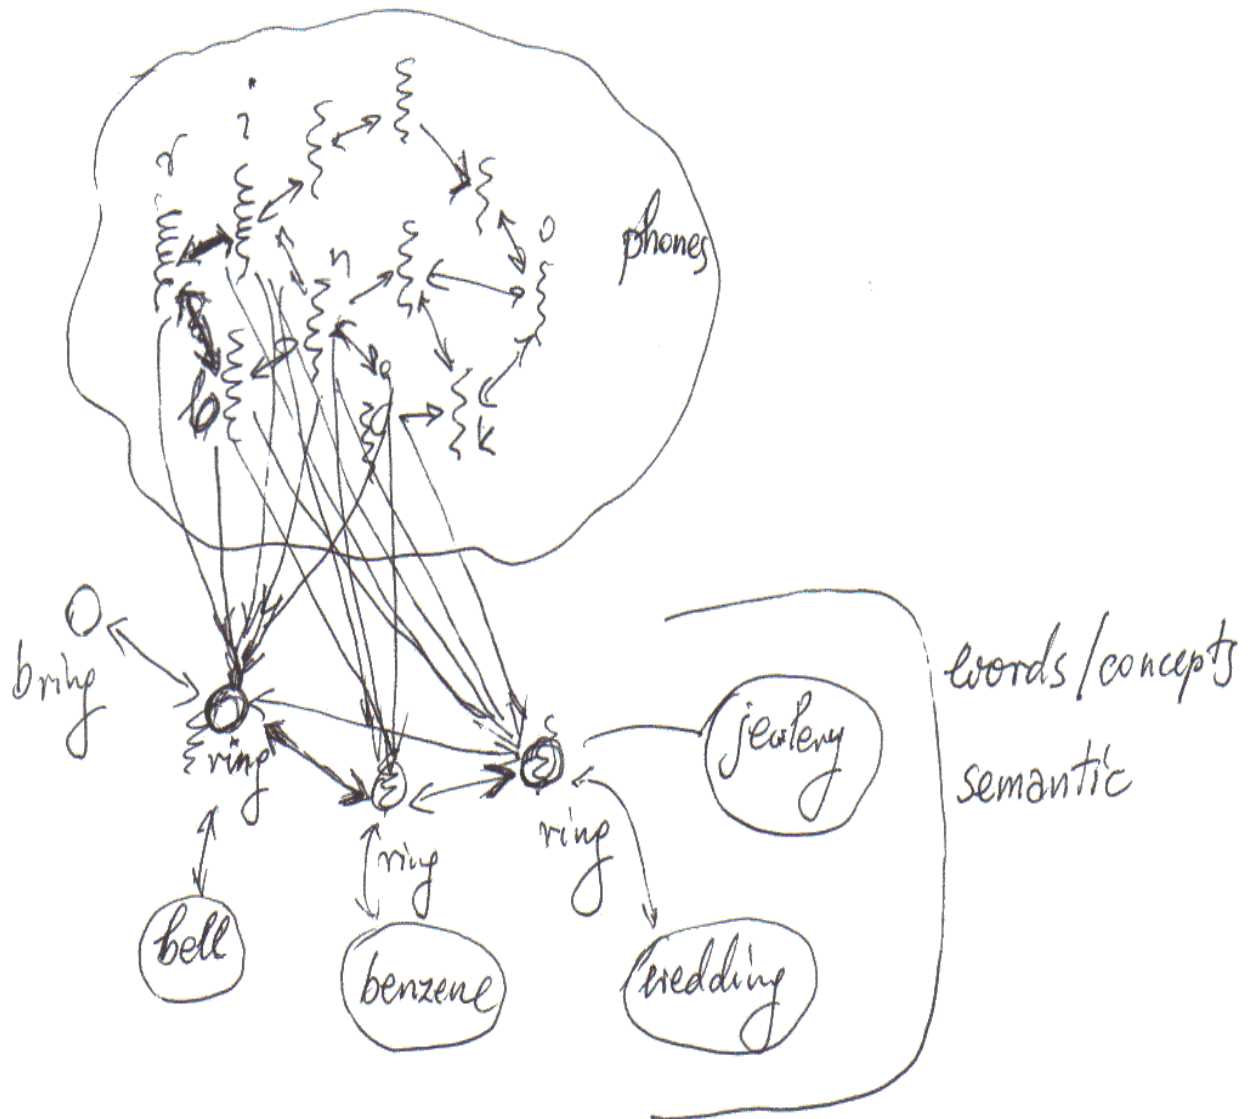 i
r
o
phones
n
b
g
k
bring
ring
ring
ring
words/concepts
jewlery
semantic
bell
benzene
wedding